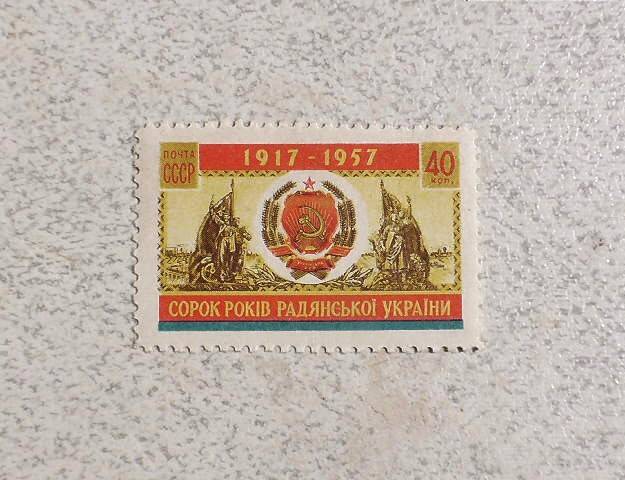 ПОЧТА
СССР
1917 - 1957
40
коп.
СОРОК РОКІВ РАДЯНСЬКОЇ УКРАЇНИ